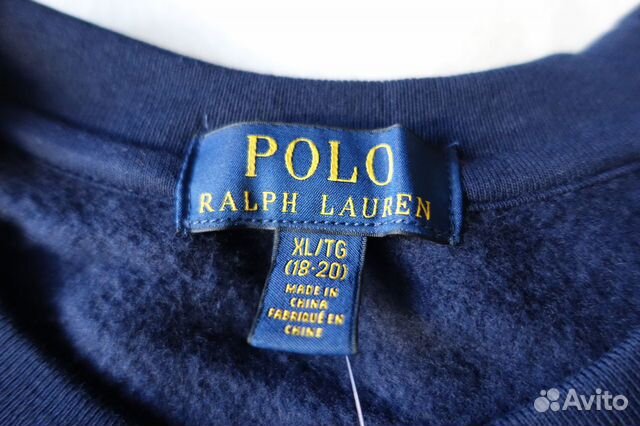 POLO
RALPH LAUREN
XL/TG
(18-20)
MADE IN
CHINA
FABRIQUÉ EN
CHINE
Avito